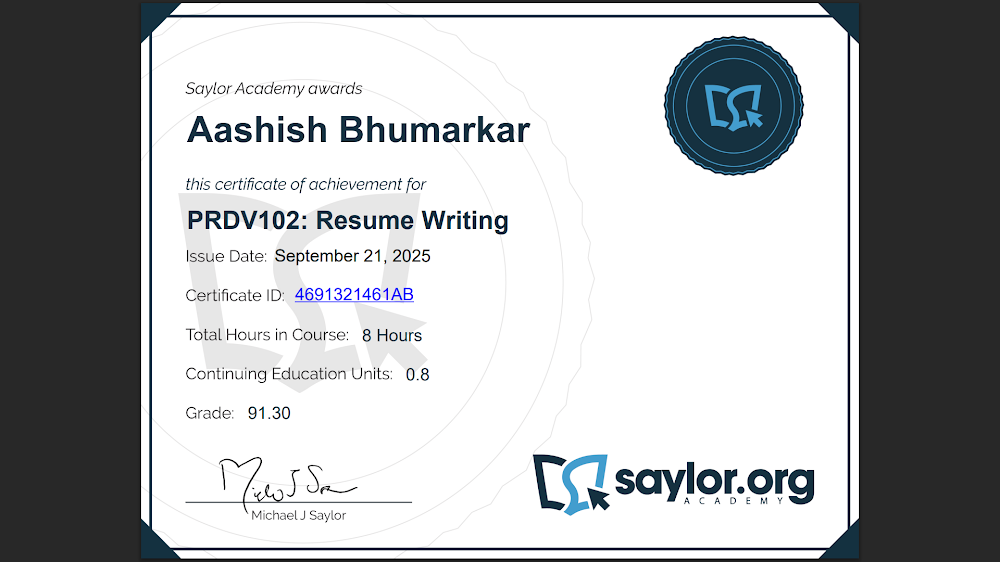 Saylor Academy awards
Aashish Bhumarkar
this certificate of achievement for
PRDV102: Resume Writing
Issue Date: September 21, 2025
Certificate ID: 4691321461AB
Total Hours in Course: 8 Hours
Continuing Education Units: 0.8
Grade: 91.30
Michael J Saylor
saylor.org
ACADEMY